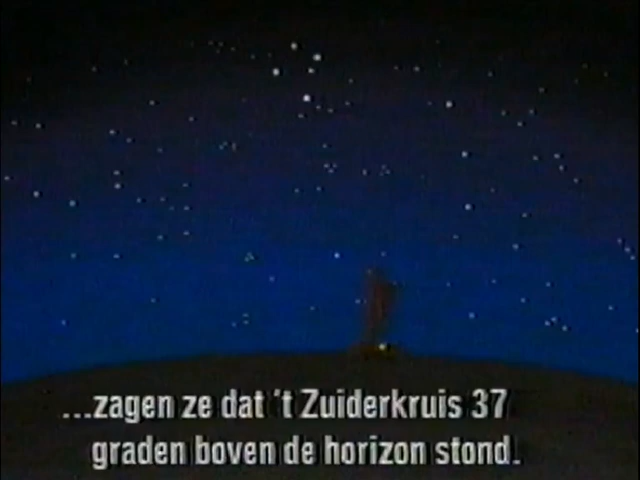 ...zagen ze dat 't Zuiderkruis 37
graden boven de horizon stond.